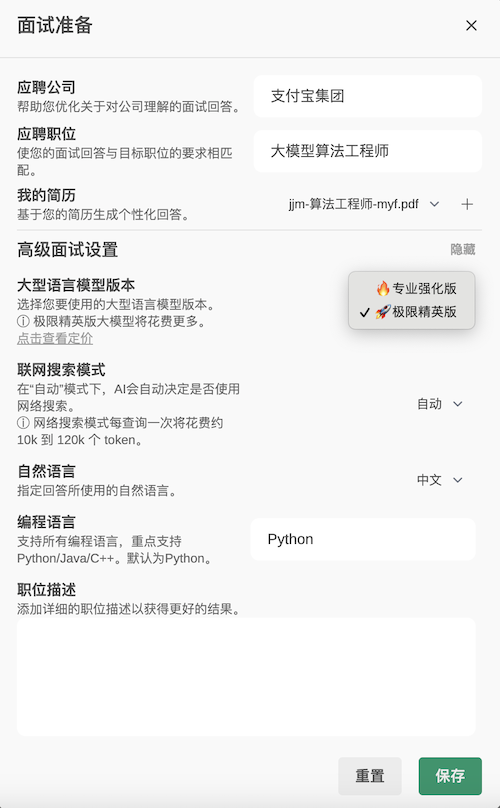 面试准备
应聘公司
帮助您优化关于对公司理解的面试回答。
支付宝集团
应聘职位
使您的面试回答与目标职位的要求相匹
配。
大模型算法工程师
我的简历
基于您的简历生成个性化回答。
jjm-算法工程师-myf.pdf
高级面试设置
隐藏
大型语言模型版本
选择您要使用的大型语言模型版本。
ⓘ 极限精英版大模型将花费更多。
点击查看定价
🔥专业强化版
✓ 🚀极限精英版
联网搜索模式
在“自动”模式下，AI会自动决定是否使用
网络搜索。
ⓘ 网络搜索模式每查询一次将花费约
10k 到 120k 个 token。
自动
自然语言
指定回答所使用的自然语言。
中文
编程语言
支持所有编程语言，重点支持
Python/Java/C++。默认为Python。
Python
职位描述
添加详细的职位描述以获得更好的结果。
重置
保存